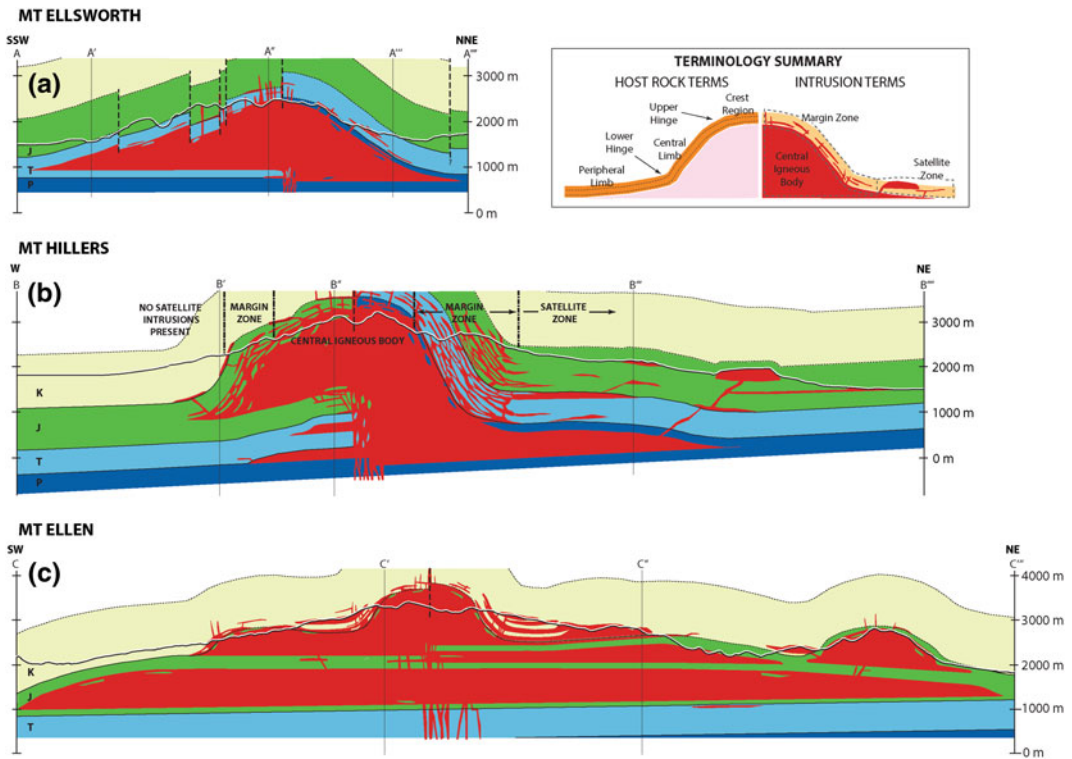 MT ELLSWORTH
SSW
NNE
A
A'
A"
A'"
A""
(a)
3000 m
2000 m
1000 m
0 m
J
T
P
TERMINOLOGY SUMMARY
HOST ROCK TERMS
INTRUSION TERMS
Crest
Region
Upper
Hinge
Margin Zone
Lower
Hinge
Central
Limb
Peripheral
Limb
Central
Igneous
Body
Satellite
Zone
MT HILLERS
W
NE
B
B'
B"
B'"
B""
(b)
NO SATELLITE
INTRUSIONS
PRESENT
MARGIN
ZONE
MARGIN
ZONE
SATELLITE
ZONE
CENTRAL IGNEOUS BODY
3000 m
2000 m
1000 m
0 m
K
J
T
P
MT ELLEN
SW
NE
C
C'
C"
C'"
(c)
4000 m
3000 m
2000 m
1000 m
0 m
K
J
T